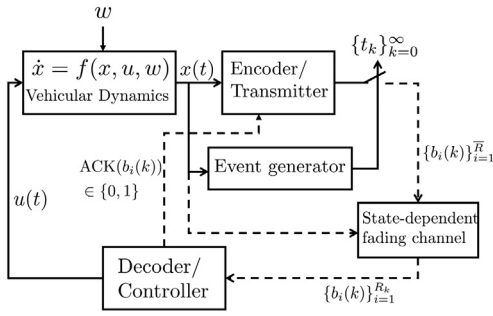 w
ẋ = f(x, u, w)
Vehicular Dynamics
x(t)
Encoder/
Transmitter
{t_k}_{k=0}^{∞}
ACK(b_i(k))
∈ {0, 1}
Event generator
{b_i(k)}_{i=1}^{\overline{R}}
u(t)
State-dependent
fading channel
Decoder/
Controller
{b_i(k)}_{i=1}^{R_k}